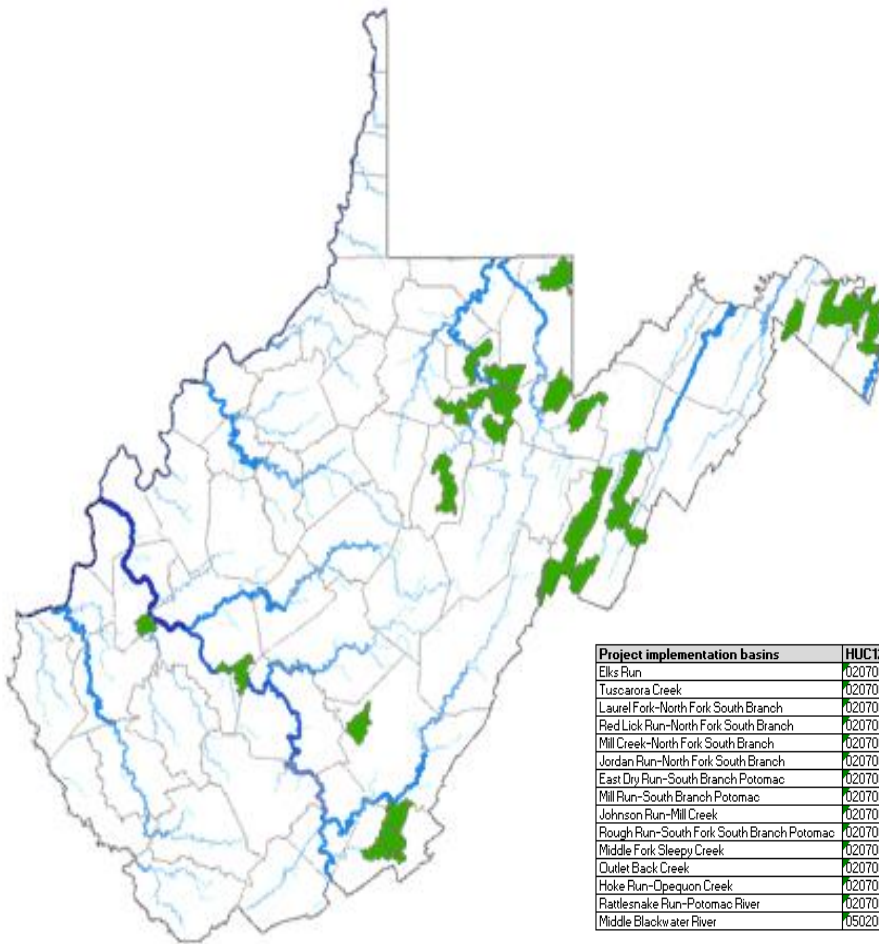 Project implementation basins HUC12
Elks Run 02070
Tuscarora Creek 02070
Laurel Fork-North Fork South Branch 02070
Red Lick Run-North Fork South Branch 02070
Mill Creek-North Fork South Branch 02070
Jordan Run-North Fork South Branch 02070
East Dry Run-South Branch Potomac 02070
Mill Run-South Branch Potomac 02070
Johnson Run-Mill Creek 02070
Rough Run-South Fork South Branch Potomac 02070
Middle Fork Sleepy Creek 02070
Outlet Back Creek 02070
Hoke Run-Opequon Creek 02070
Rattlesnake Run-Potomac River 02070
Middle Blackwater River 05020